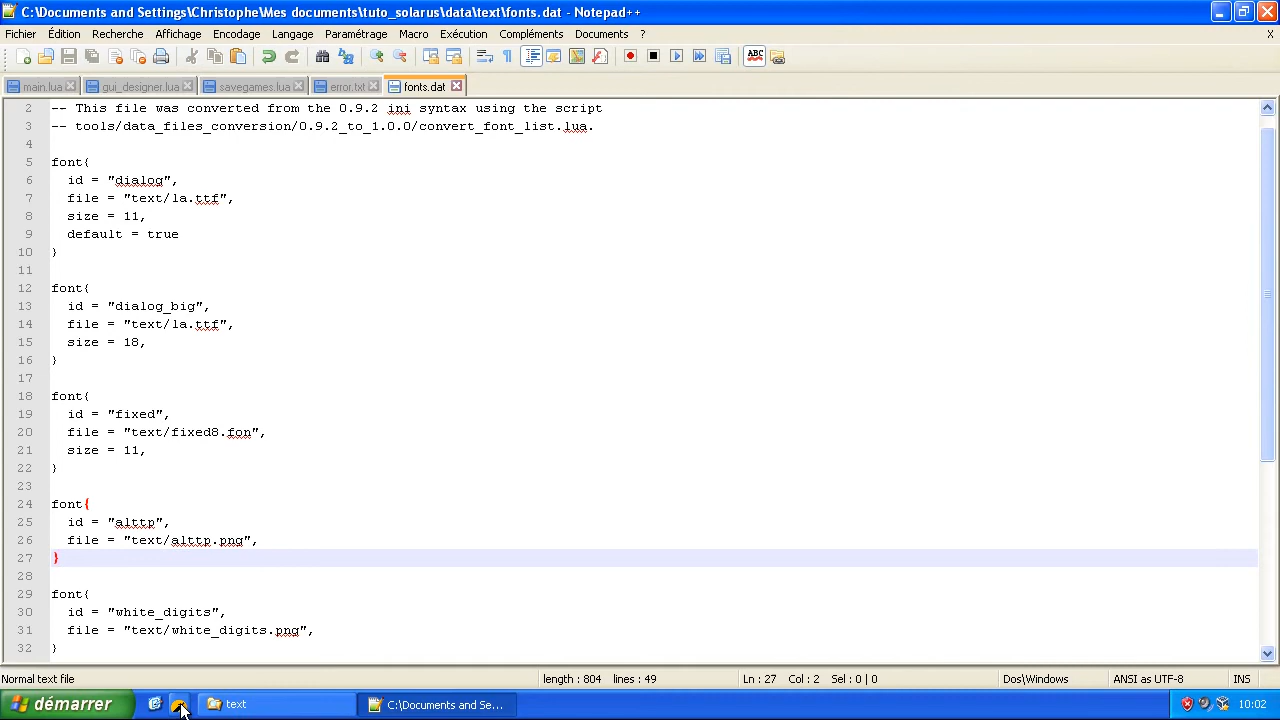 C:\Documents and Settings\Christophe\Mes documents\tuto_solarus\data\text\fonts.dat - Notepad++
Fichier Édition Recherche Affichage Encodage Langage Paramétrage Macro Exécution Compléments Documents ? X
main.lua gui_designer.lua savegames.lua error.txt fonts.dat
2 -- This file was converted from the 0.9.2 ini syntax using the script
3 -- tools/data_files_conversion/0.9.2_to_1.0.0/convert_font_list.lua.
4
5 font{
6 id = "dialog",
7 file = "text/la.ttf",
8 size = 11,
9 default = true
10 }
11
12 font{
13 id = "dialog_big",
14 file = "text/la.ttf",
15 size = 18,
16 }
17
18 font{
19 id = "fixed",
20 file = "text/fixed8.fon",
21 size = 11,
22 }
23
24 font{
25 id = "alttp",
26 file = "text/alttp.png",
27 }
28
29 font{
30 id = "white_digits",
31 file = "text/white_digits.png",
32 }
Normal text file length : 804 lines : 49 Ln : 27 Col : 2 Sel : 0 | 0 Dos\Windows ANSI as UTF-8 INS
démarrer text C:\Documents and Se... 10:02